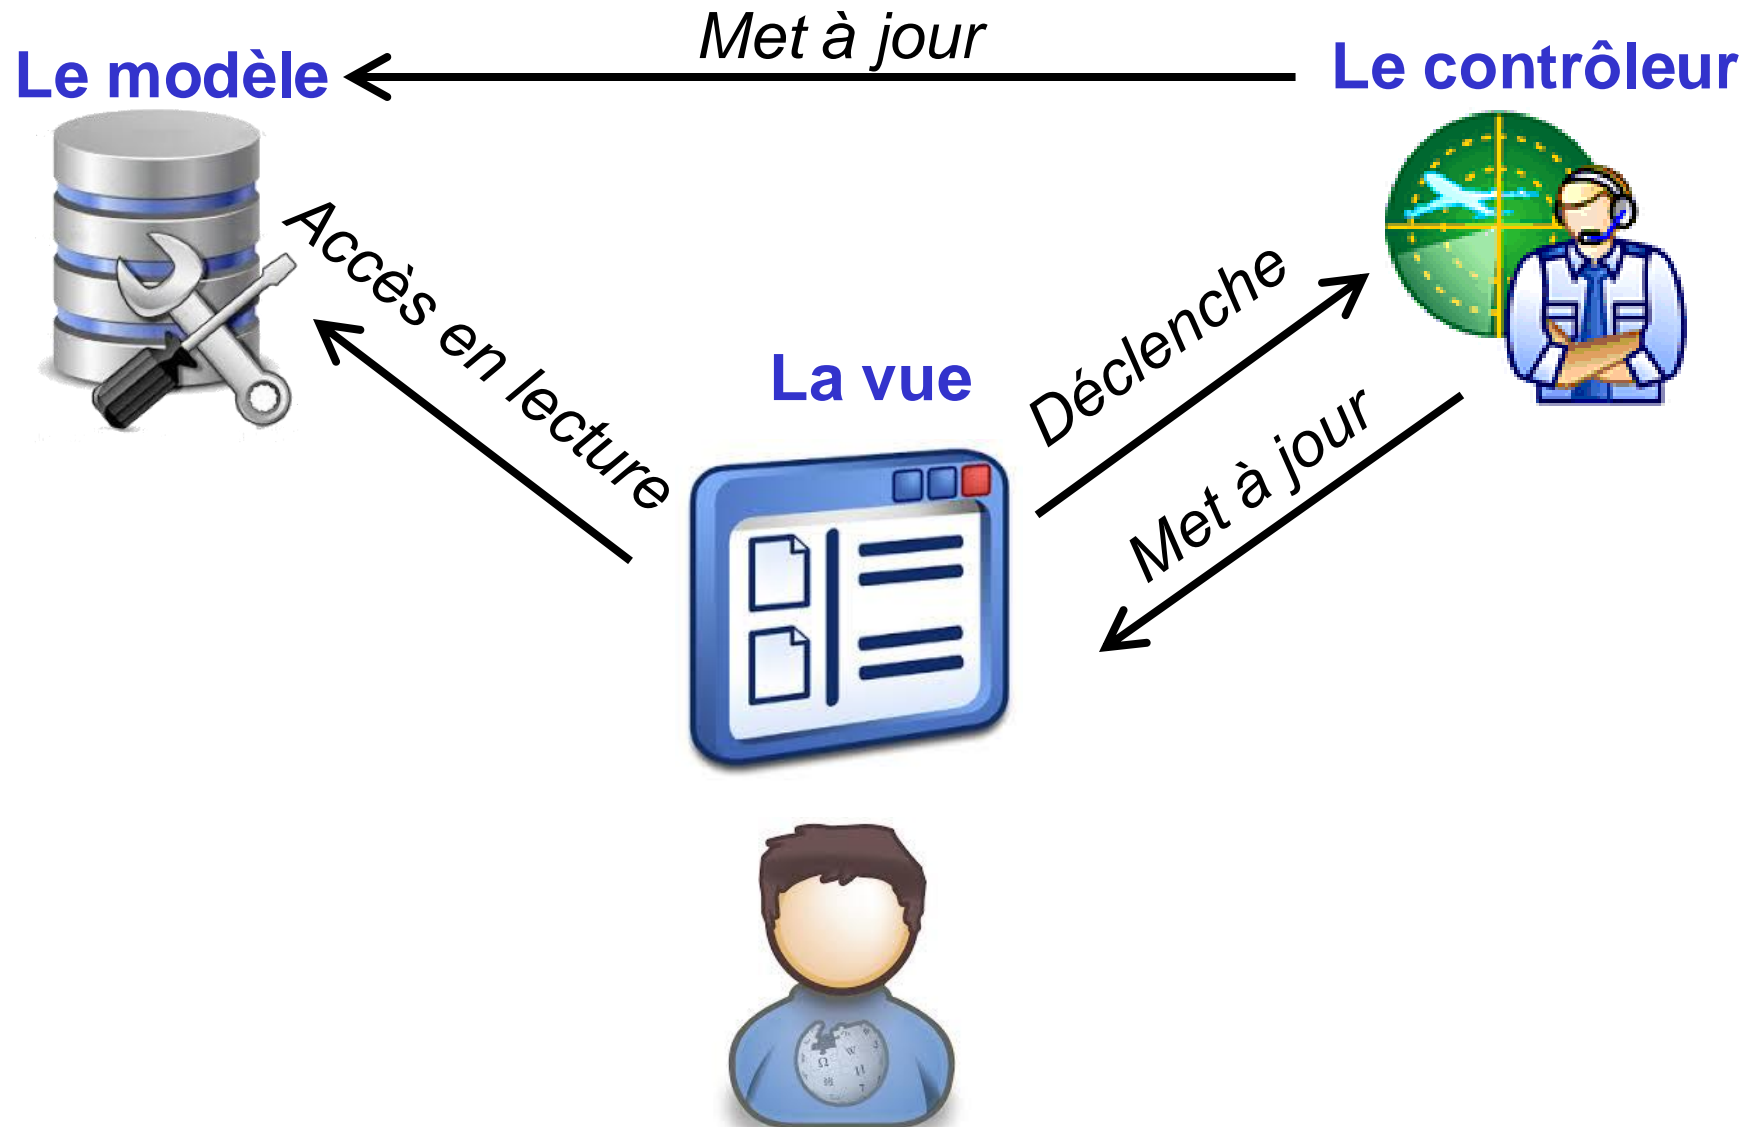 Met à jour
Le modèle
Le contrôleur
Accès en lecture
La vue
Déclenche
Met à jour